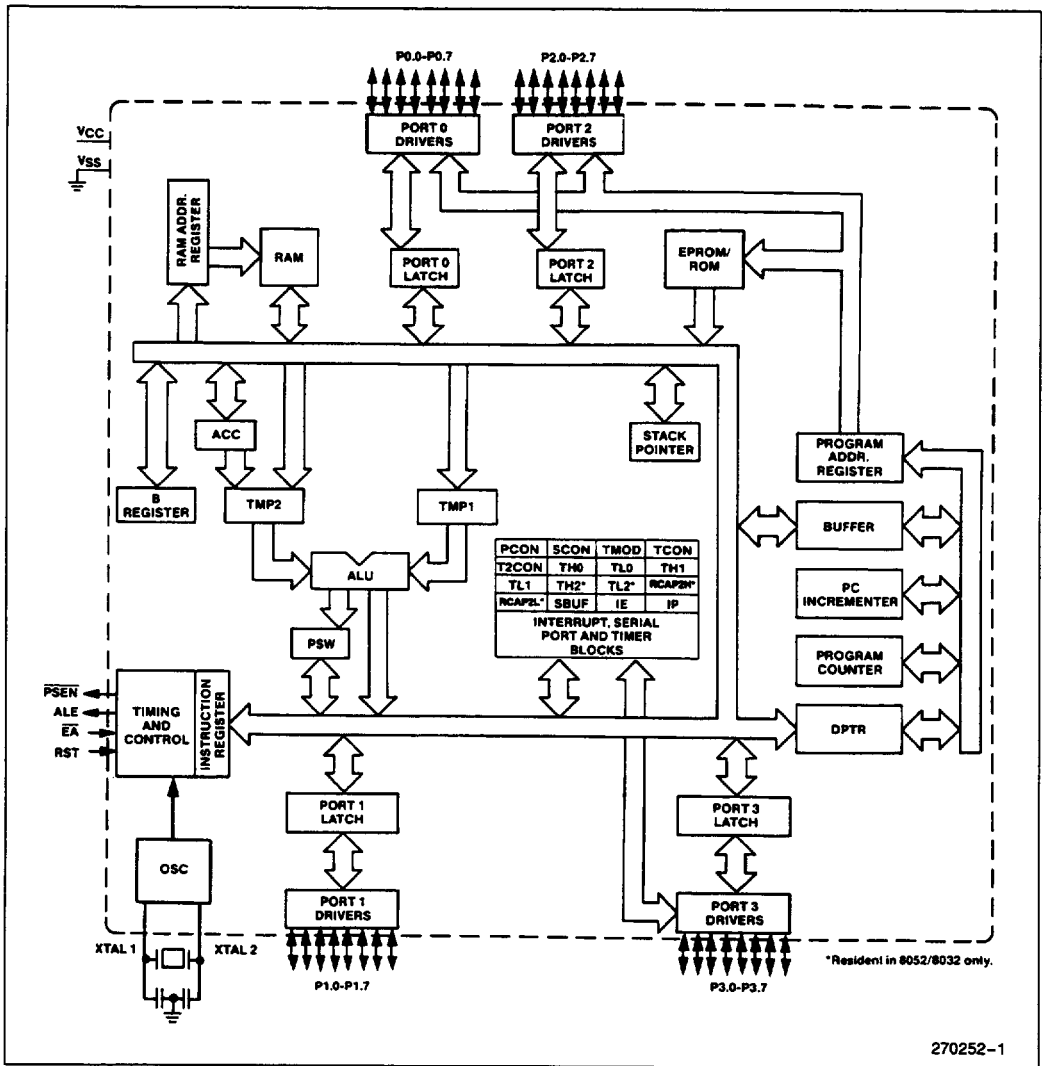 P0.0-P0.7
P2.0-P2.7
VCC
VSS
PORT 0
DRIVERS
PORT 2
DRIVERS
RAM ADDR.
REGISTER
RAM
PORT 0
LATCH
PORT 2
LATCH
EPROM/
ROM
ACC
STACK
POINTER
PROGRAM
ADDR.
REGISTER
B
REGISTER
TMP2
TMP1
BUFFER
ALU
PCON SCON TMOD TCON
T2CON TH0 TL0 TH1
TL1 TH2* TL2* RCAP2H*
RCAP2L* SBUF IE IP
INTERRUPT, SERIAL
PORT AND TIMER
BLOCKS
PC
INCREMENTER
PSW
PROGRAM
COUNTER
PSEN
ALE
EA
RST
TIMING
AND
CONTROL
INSTRUCTION
REGISTER
DPTR
PORT 1
LATCH
PORT 3
LATCH
OSC
PORT 1
DRIVERS
PORT 3
DRIVERS
XTAL 1
XTAL 2
*Resident in 8052/8032 only.
P1.0-P1.7
P3.0-P3.7
270252-1